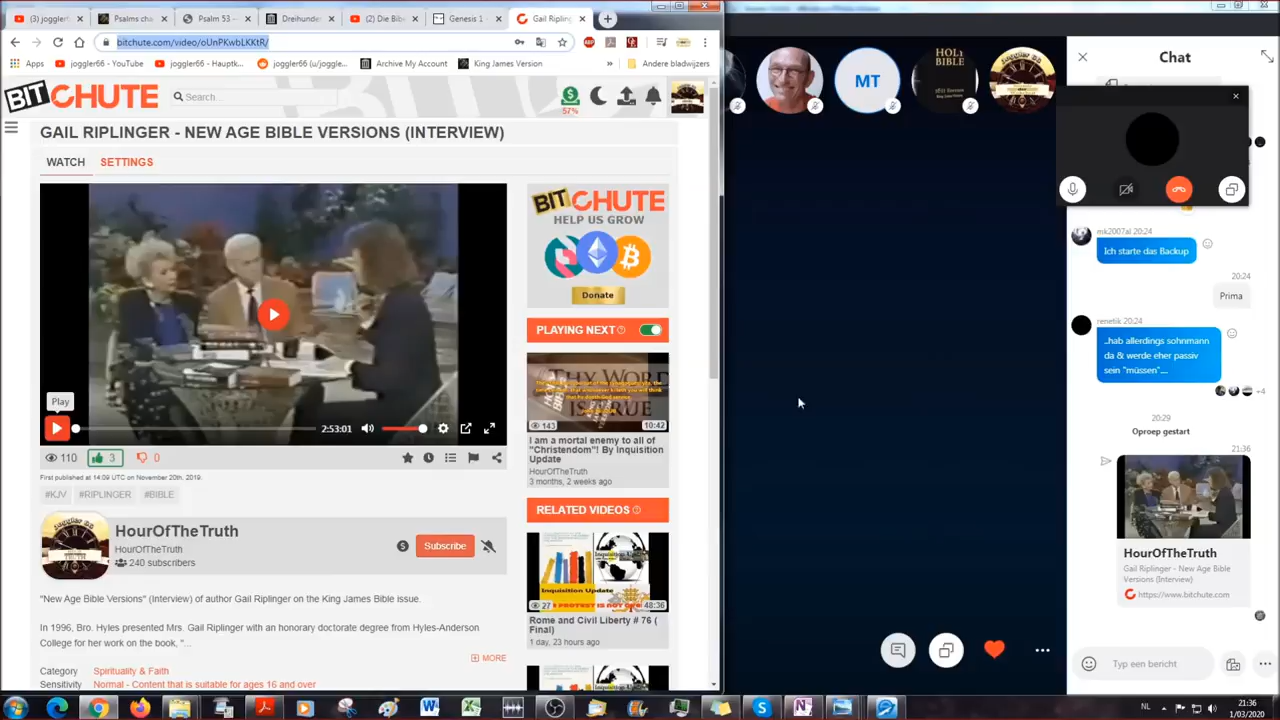 (3) joggler
Psalms cha
Psalm 53 —
Dreihunder
(2) Die Bib
Genesis 1
Gail Ripling
bitchute.com/video/oUnPKwbLKKtR/
Apps
joggler66 - YouTube
joggler66 - Hauptk...
joggler66 (u/joggle...
Archive My Account
King James Version
»
Andere bladwijzers
BITCHUTE
Search
57%
GAIL RIPLINGER - NEW AGE BIBLE VERSIONS (INTERVIEW)
WATCH
SETTINGS
Play
2:53:01
110
3
0
First published at 14:09 UTC on November 20th, 2019.
#KJV
#RIPLINGER
#BIBLE
HourOfTheTruth
HourOfTheTruth
240 subscribers
Subscribe
"New Age Bible Versions" (Interview) of author Gail Riplinger on the King James Bible issue.
In 1996, Bro. Hyles presented Mrs. Gail Riplinger with an honorary doctorate degree from Hyles-Anderson
College for her work on the book, "...
MORE
Category
Spirituality & Faith
Sensitivity
Normal - Content that is suitable for ages 16 and over
BITCHUTE
HELP US GROW
Donate
PLAYING NEXT
THY WORD
IS TRUE
143
10:42
I am a mortal enemy to all of
"Christendom"! By Inquisition
Update
HourOfTheTruth
3 months, 2 weeks ago
RELATED VIDEOS
Inquisition Update
27
48:36
Rome and Civil Liberty # 76 (
Final)
1 day, 23 hours ago
MT
HOLY
BIBLE
Chat
mk2007al 20:24
Ich starte das Backup
20:24
Prima
renetik 20:24
..hab allerdings sohnmann
da & werde eher passiv
sein "müssen"....
+4
20:29
Oproep gestart
21:36
HourOfTheTruth
Gail Riplinger - New Age Bible
Versions (Interview)
https://www.bitchute.com
Typ een bericht
NL
21:36
1/03/2020